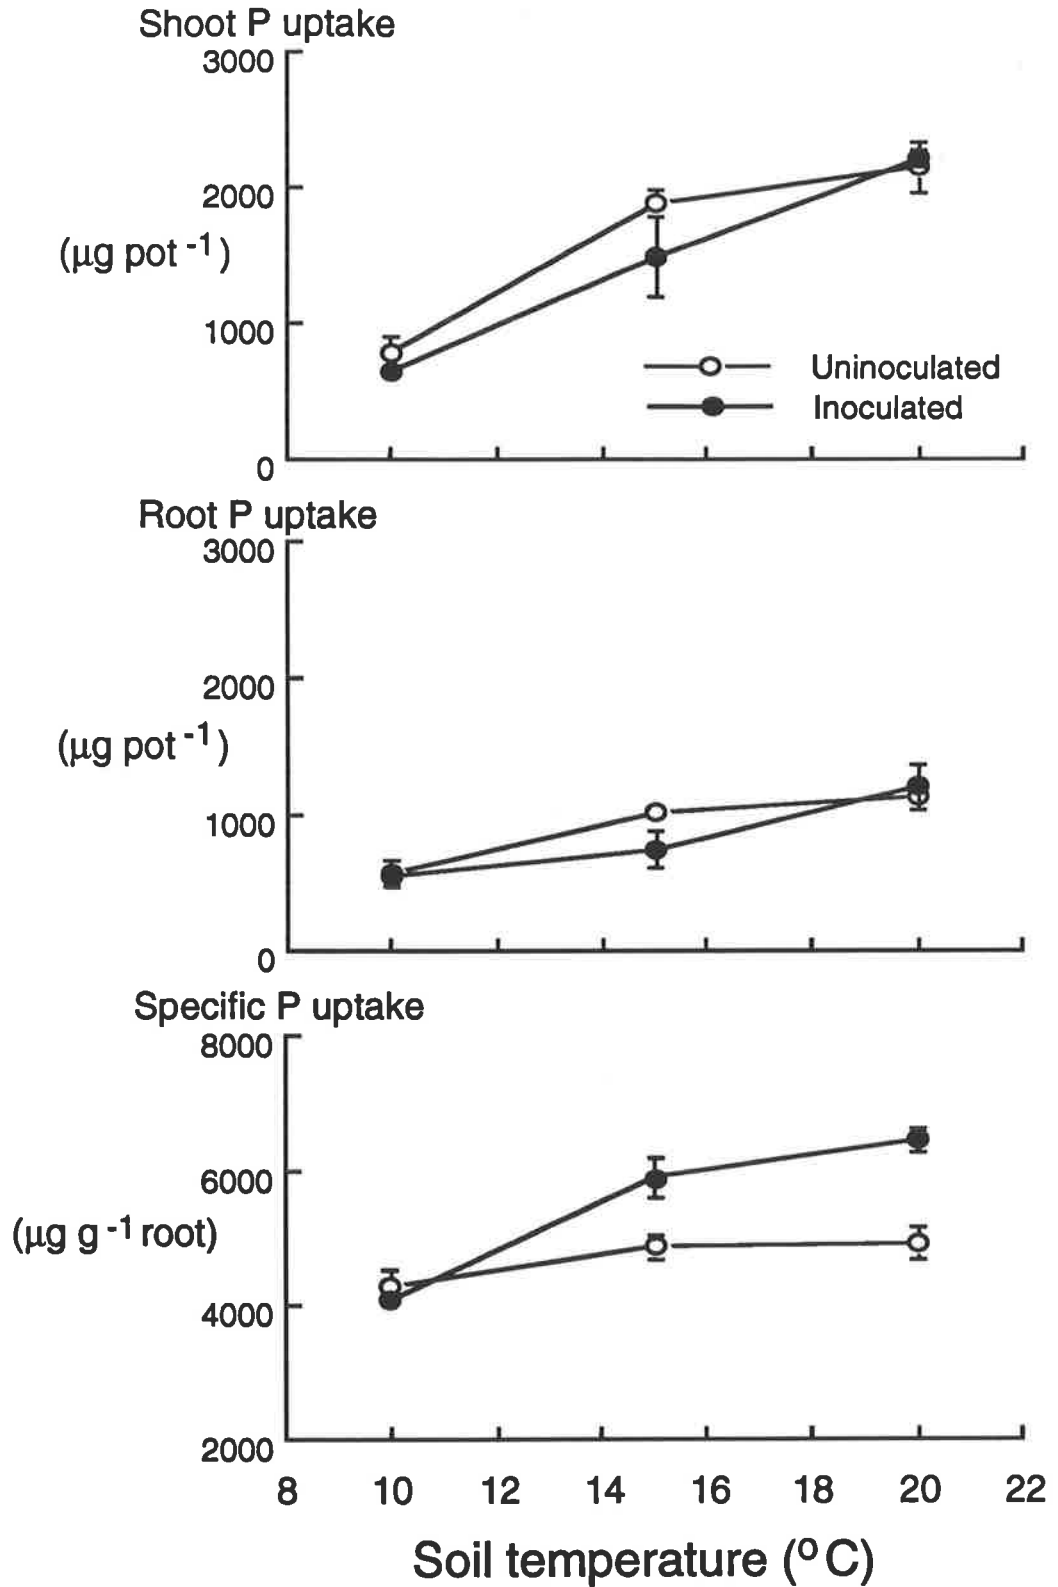 Shoot P uptake
3000
2000
(μg pot -1)
1000
Uninoculated
Inoculated
0
Root P uptake
3000
2000
(μg pot -1)
1000
0
Specific P uptake
8000
6000
(μg g -1 root)
4000
2000
8 10 12 14 16 18 20 22
Soil temperature (°C)